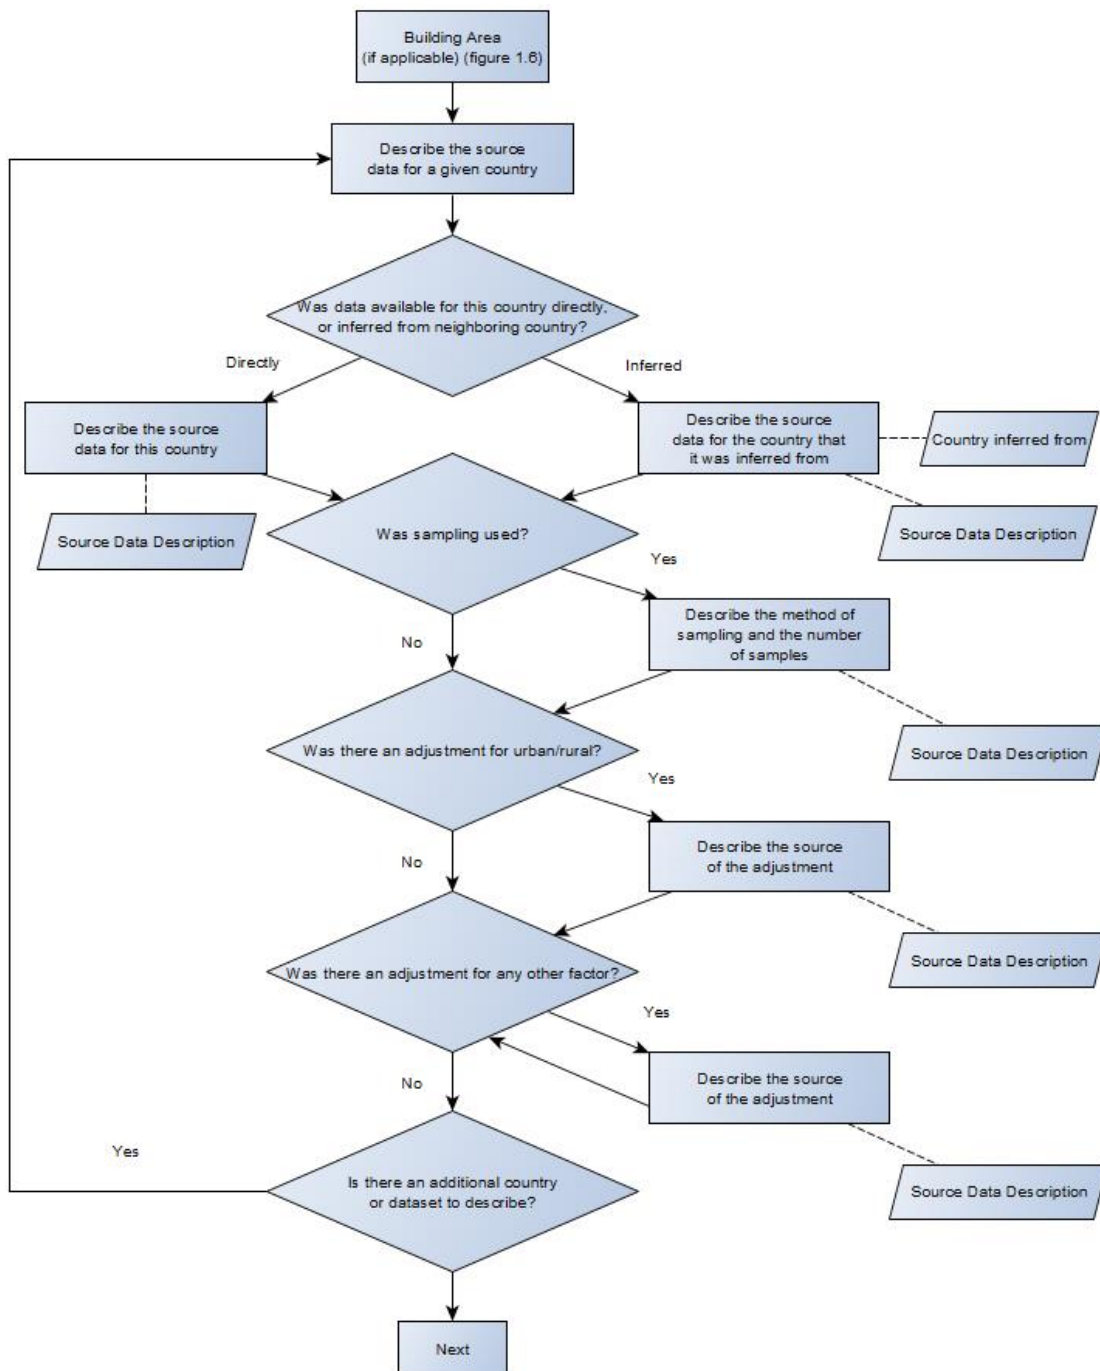 Building Area
(if applicable) (figure 1.6)
Describe the source
data for a given country
Was data available for this country directly,
or inferred from neighboring country?
Directly
Inferred
Describe the source
data for this country
Describe the source
data for the country that
it was inferred from
Country inferred from
Source Data Description
Was sampling used?
Source Data Description
Yes
No
Describe the method of
sampling and the number
of samples
Was there an adjustment for urban/rural?
Source Data Description
Yes
No
Describe the source
of the adjustment
Source Data Description
Was there an adjustment for any other factor?
Yes
No
Describe the source
of the adjustment
Yes
Is there an additional country
or dataset to describe?
Source Data Description
Next